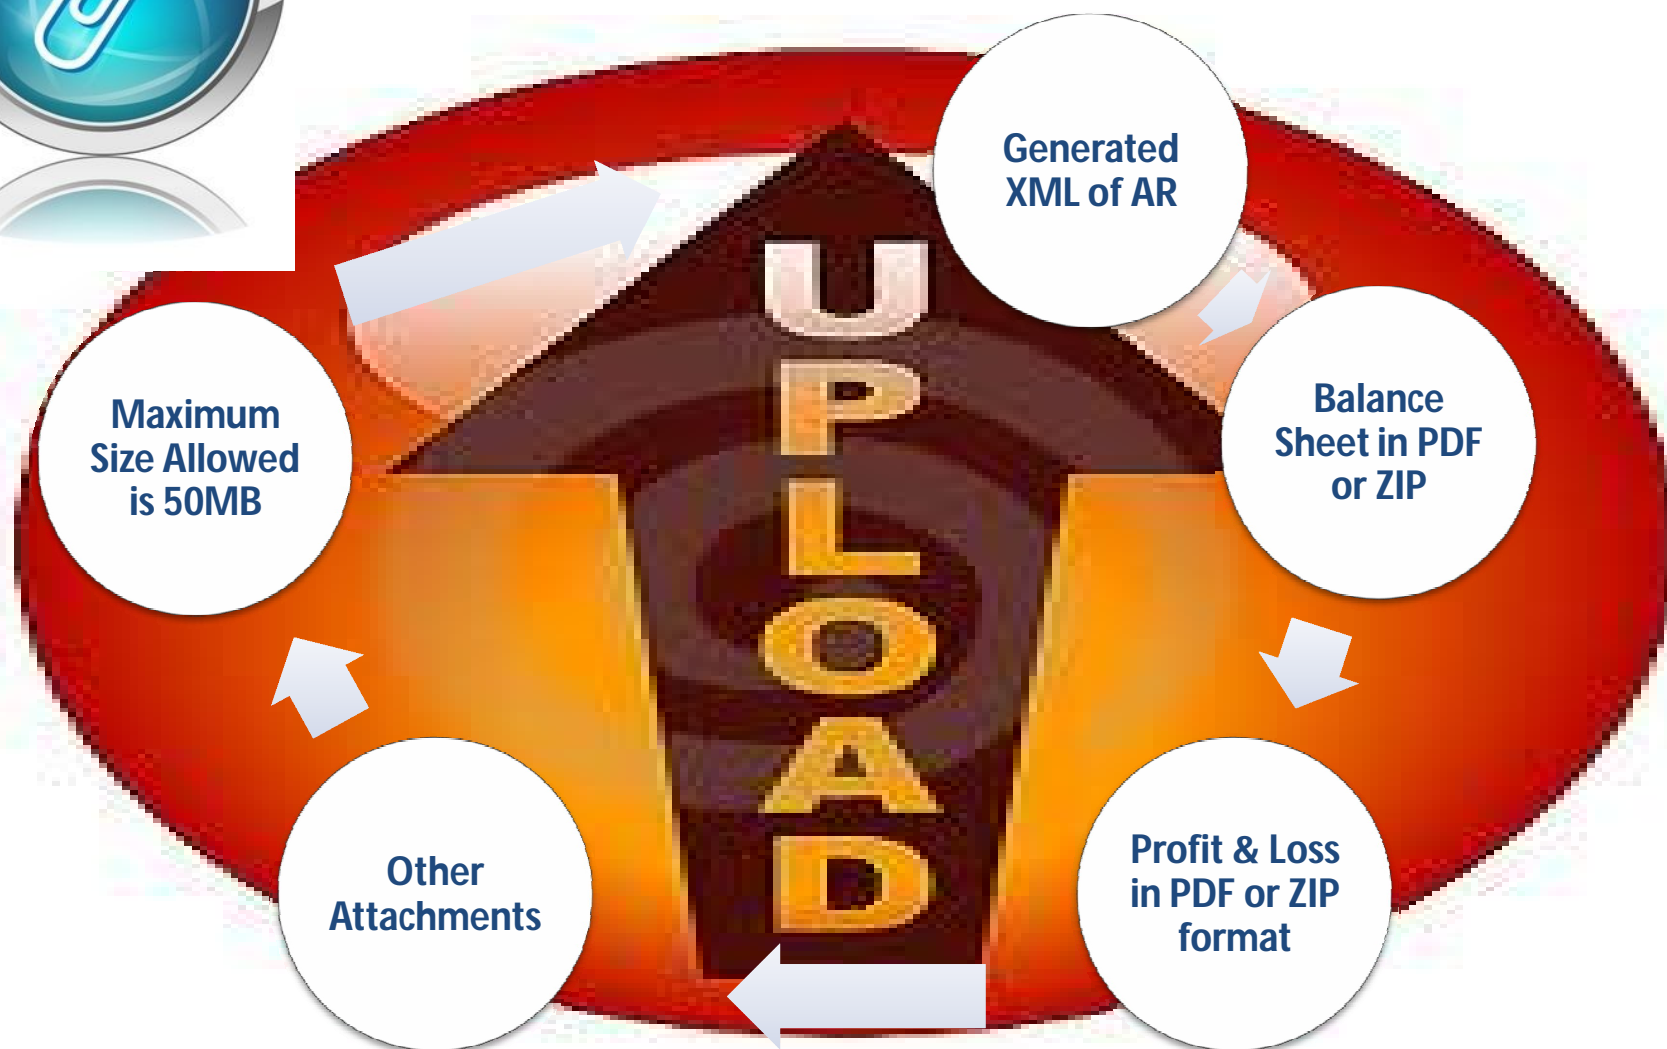 Generated
XML of AR
Balance
Sheet in PDF
or ZIP
Profit & Loss
in PDF or ZIP
format
Other
Attachments
Maximum
Size Allowed
is 50MB
UPLOAD